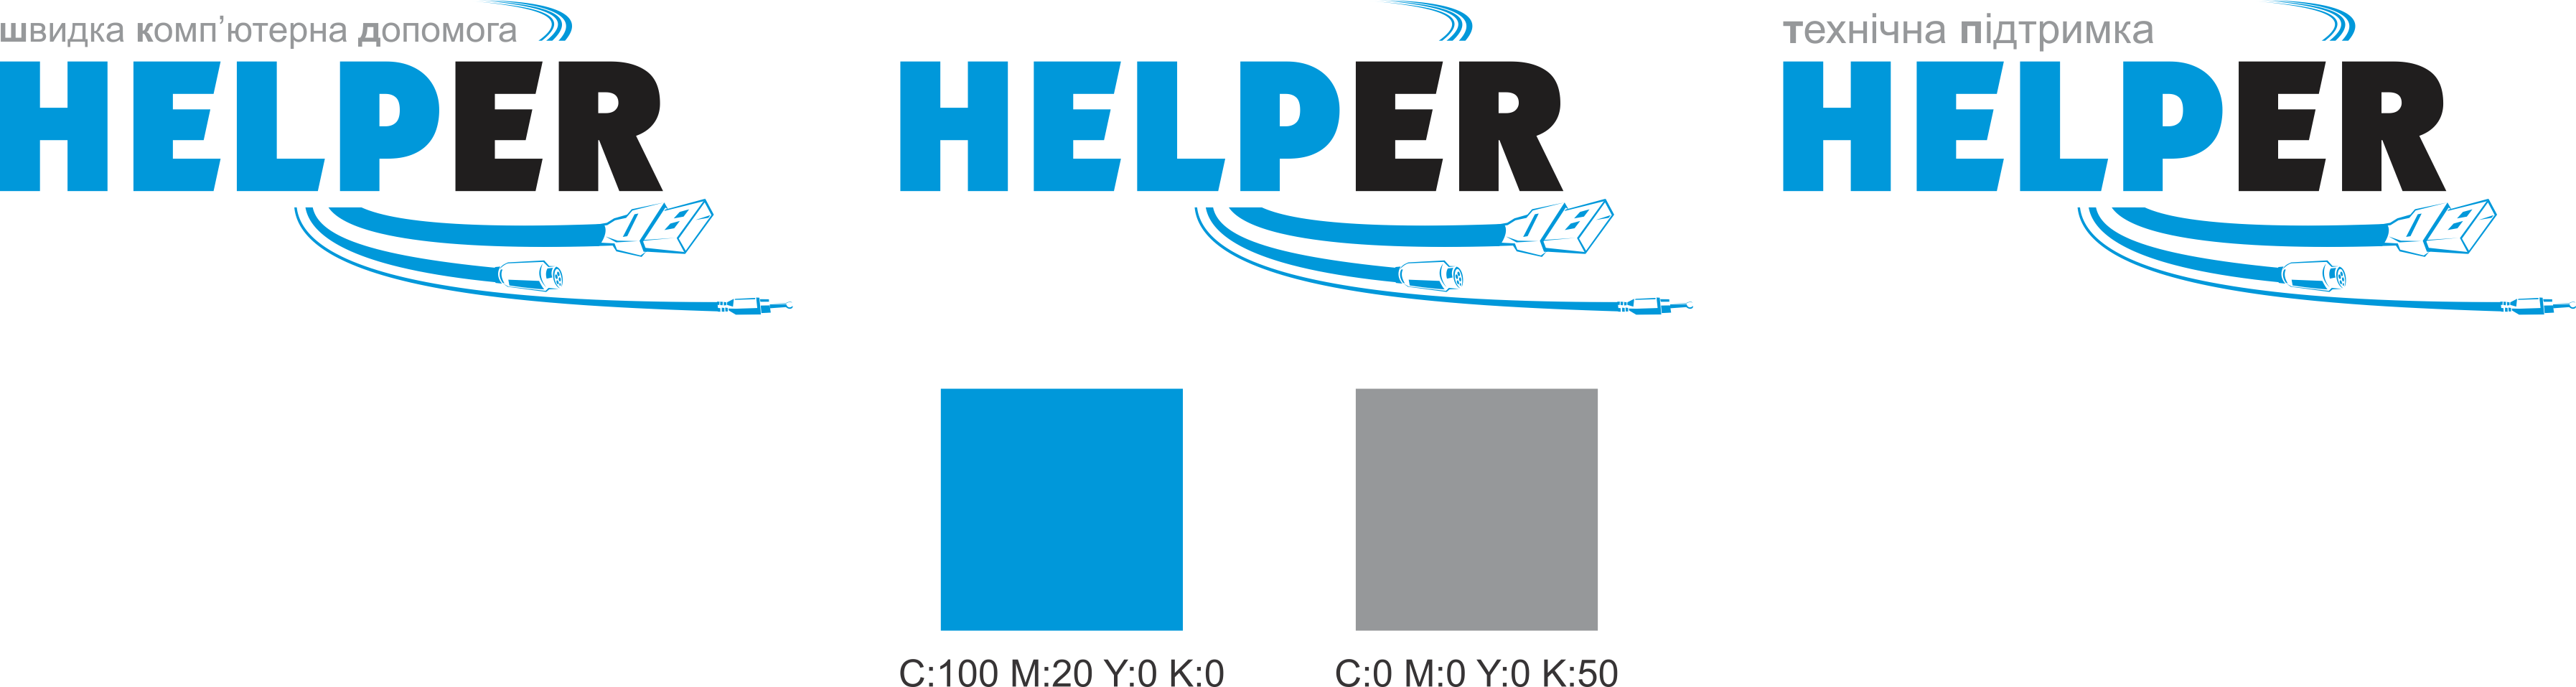 швидка комп’ютерна допомога
HELPER
HELPER
технічна підтримка
HELPER
C:100 M:20 Y:0 K:0
C:0 M:0 Y:0 K:50